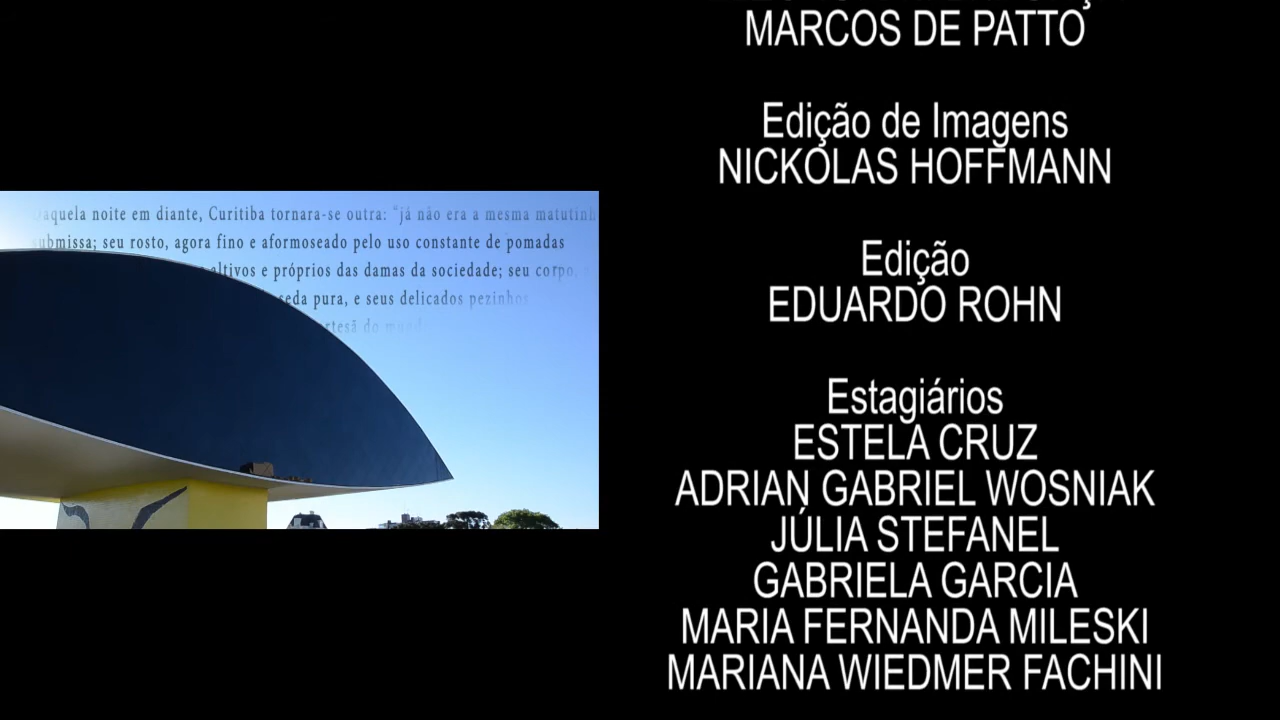 Daquela noite em diante, Curitiba tornara-se outra: “já não era a mesma matutinh
submissa; seu rosto, agora fino e aformoseado pelo uso constante de pomadas
altivos e próprios das damas da sociedade; seu corpo,
seda pura, e seus delicados pezinhos
do
MARCOS DE PATTO
Edição de Imagens
NICKOLAS HOFFMANN
Edição
EDUARDO ROHN
Estagiários
ESTELA CRUZ
ADRIAN GABRIEL WOSNIAK
JÚLIA STEFANEL
GABRIELA GARCIA
MARIA FERNANDA MILESKI
MARIANA WIEDMER FACHINI